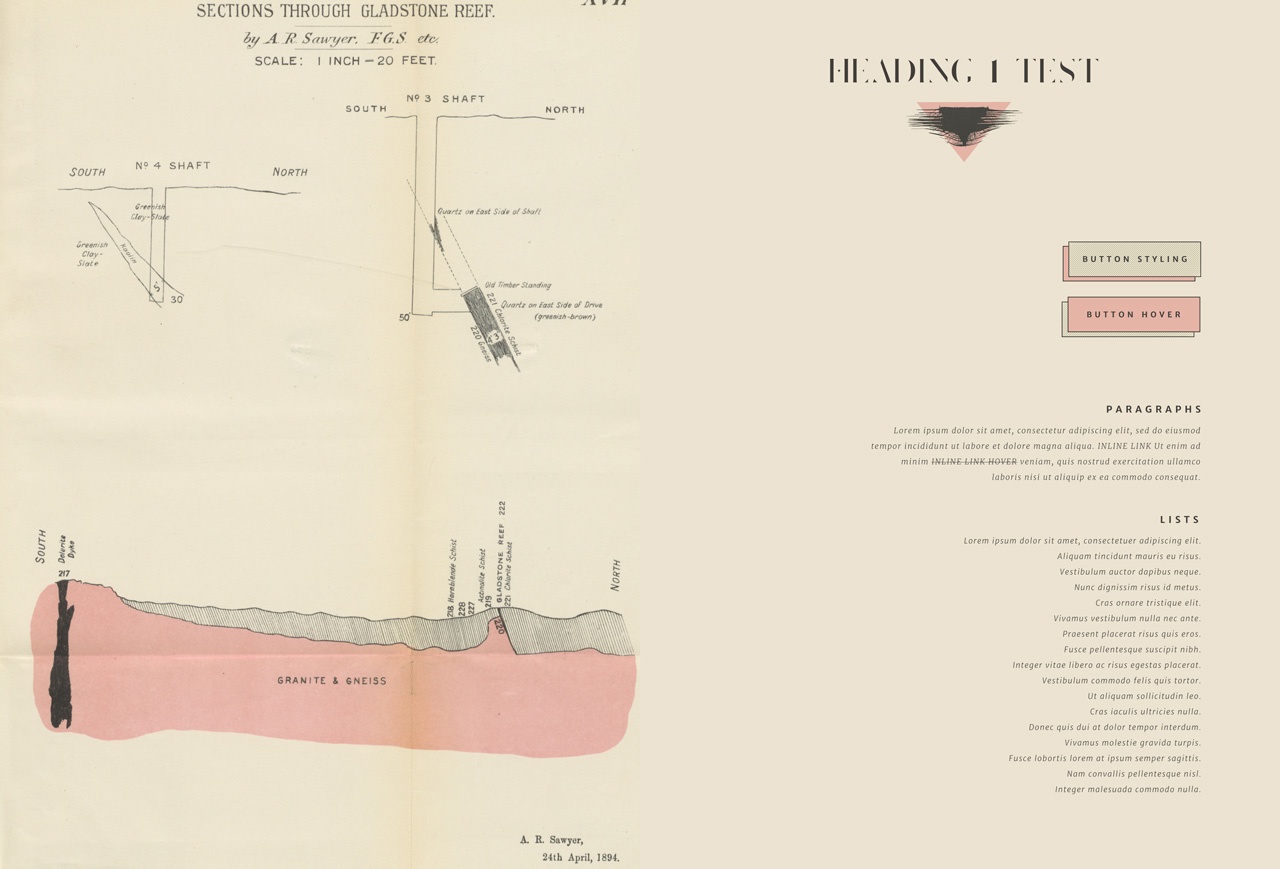 XVII
SECTIONS THROUGH GLADSTONE REEF.
by A. R. Sawyer, F.G.S. etc.
SCALE: 1 INCH — 20 FEET.
Nº 3 SHAFT
SOUTH
NORTH
Nº 4 SHAFT
SOUTH
NORTH
Greenish
Clay-Slate
Greenish
Clay-
Slate
Kaolin
5'
30'
Quartz on East Side of Shaft
Old Timber Standing
Quartz on East Side of Drive
(greenish-brown)
221 Chlorite Schist
220 Gneiss
50'
SOUTH
Dolerite
Dyke
217
218 Hornblende Schist
228
227
Actinolite Schist
219
GLADSTONE REEF 222
221 Chlorite Schist
220
NORTH
GRANITE & GNEISS
A. R. Sawyer,
24th April, 1894.
HEADING 1 TEST
BUTTON STYLING
BUTTON HOVER
PARAGRAPHS
Lorem ipsum dolor sit amet, consectetur adipiscing elit, sed do eiusmod
tempor incididunt ut labore et dolore magna aliqua. INLINE LINK Ut enim ad
minim INLINE LINK HOVER veniam, quis nostrud exercitation ullamco
laboris nisi ut aliquip ex ea commodo consequat.
LISTS
Lorem ipsum dolor sit amet, consectetuer adipiscing elit.
Aliquam tincidunt mauris eu risus.
Vestibulum auctor dapibus neque.
Nunc dignissim risus id metus.
Cras ornare tristique elit.
Vivamus vestibulum nulla nec ante.
Praesent placerat risus quis eros.
Fusce pellentesque suscipit nibh.
Integer vitae libero ac risus egestas placerat.
Vestibulum commodo felis quis tortor.
Ut aliquam sollicitudin leo.
Cras iaculis ultricies nulla.
Donec quis dui at dolor tempor interdum.
Vivamus molestie gravida turpis.
Fusce lobortis lorem at ipsum semper sagittis.
Nam convallis pellentesque nisl.
Integer malesuada commodo nulla.